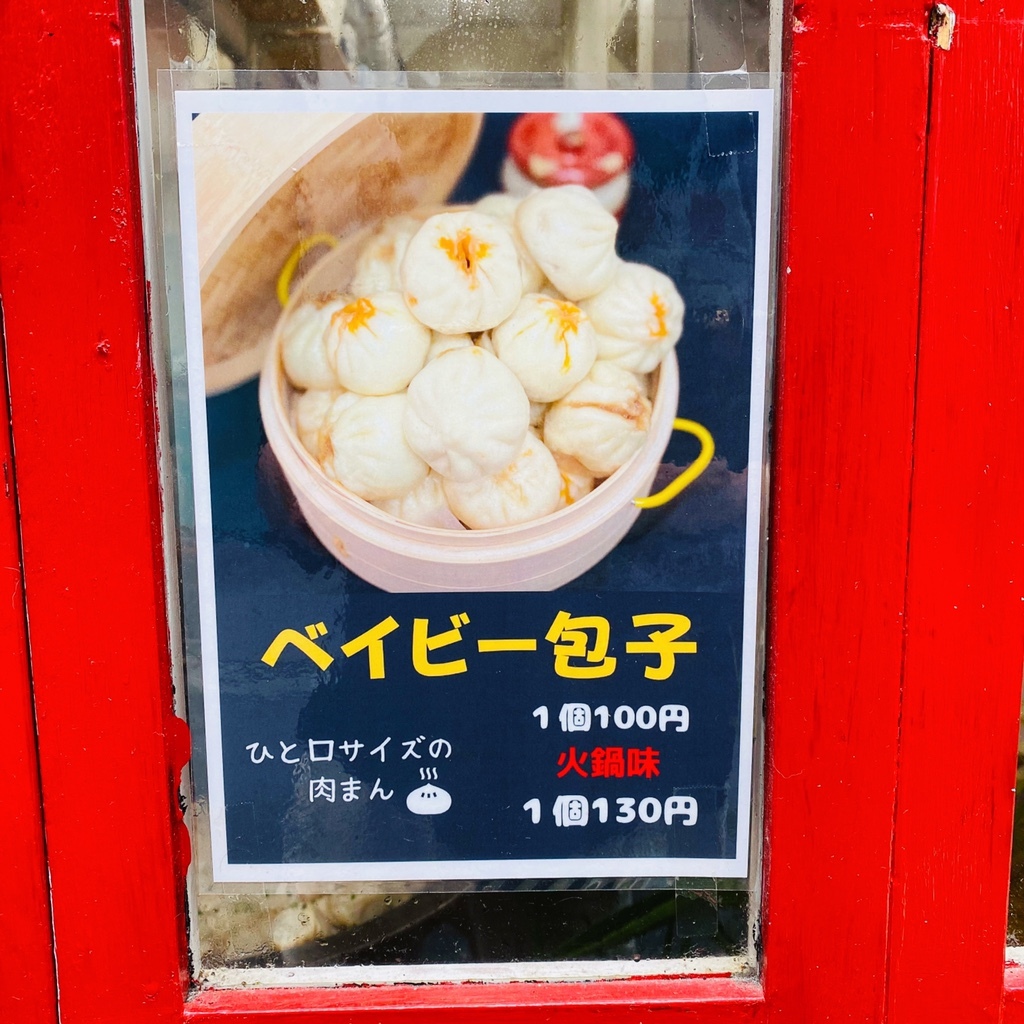 ベイビー包子
ひと口サイズの
肉まん
1個100円
火鍋味
1個130円